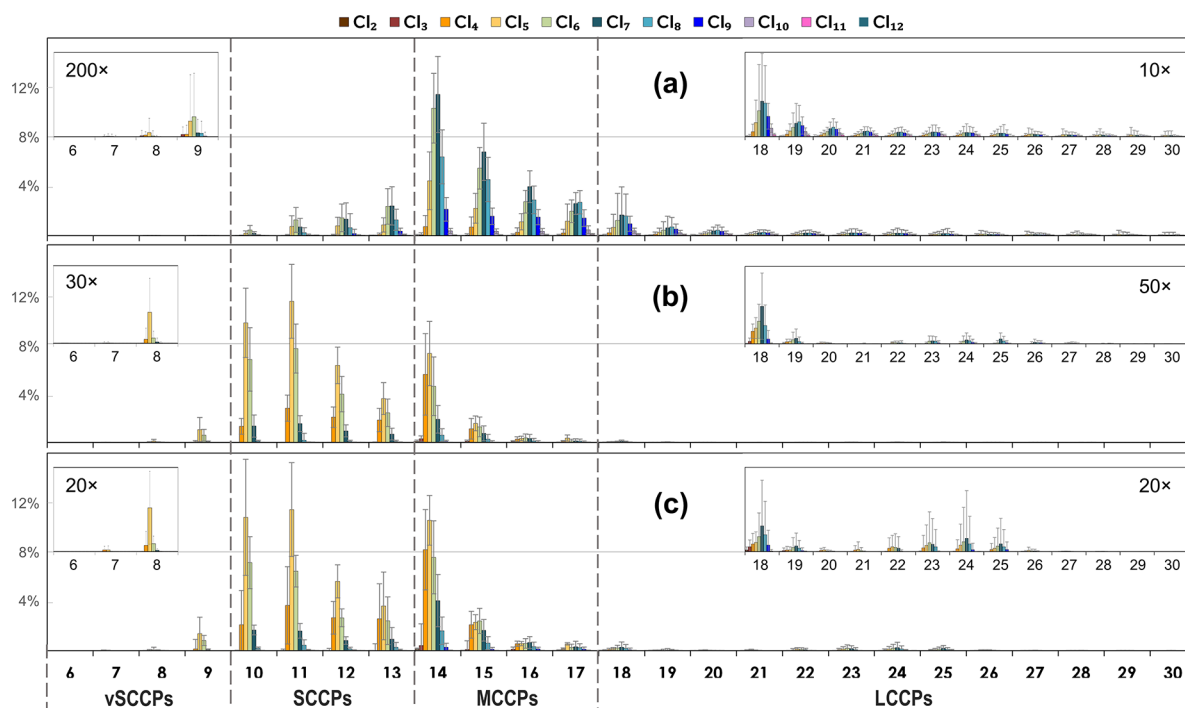 Cl2 Cl3 Cl4 Cl5 Cl6 Cl7 Cl8 Cl9 Cl10 Cl11 Cl12
200× (a) 10×
12%
8%
6 7 8 9 18 19 20 21 22 23 24 25 26 27 28 29 30
4%
30× (b) 50×
12%
8%
6 7 8 18 19 20 21 22 23 24 25 26 27 28 29 30
4%
20× (c) 20×
12%
8%
6 7 8 18 19 20 21 22 23 24 25 26 27 28 29 30
4%
6 7 8 9 10 11 12 13 14 15 16 17 18 19 20 21 22 23 24 25 26 27 28 29 30
vSCCPs SCCPs MCCPs LCCPs